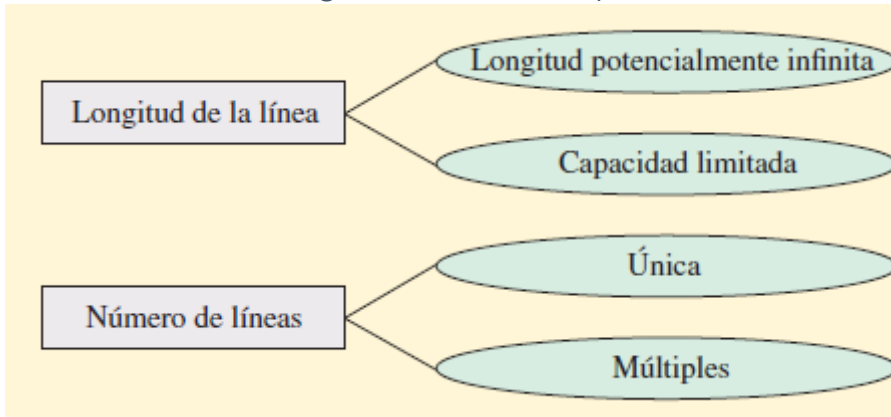 Longitud de la línea
Longitud potencialmente infinita
Capacidad limitada
Número de líneas
Única
Múltiples